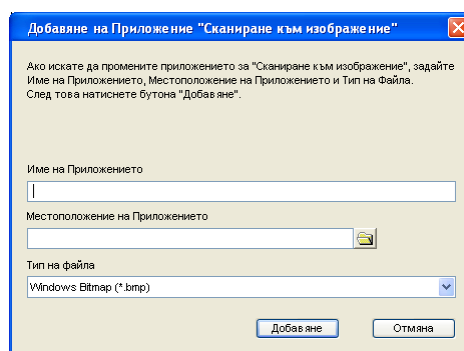 Добавяне на Приложение "Сканиране към изображение"
Ако искате да промените приложението за "Сканиране към изображение", задайте
Име на Приложението, Местоположение на Приложението и Тип на Файла.
След това натиснете бутона "Добавяне".
Име на Приложението
Местоположение на Приложението
Тип на файла
Windows Bitmap (*.bmp)
Добавяне
Отмяна